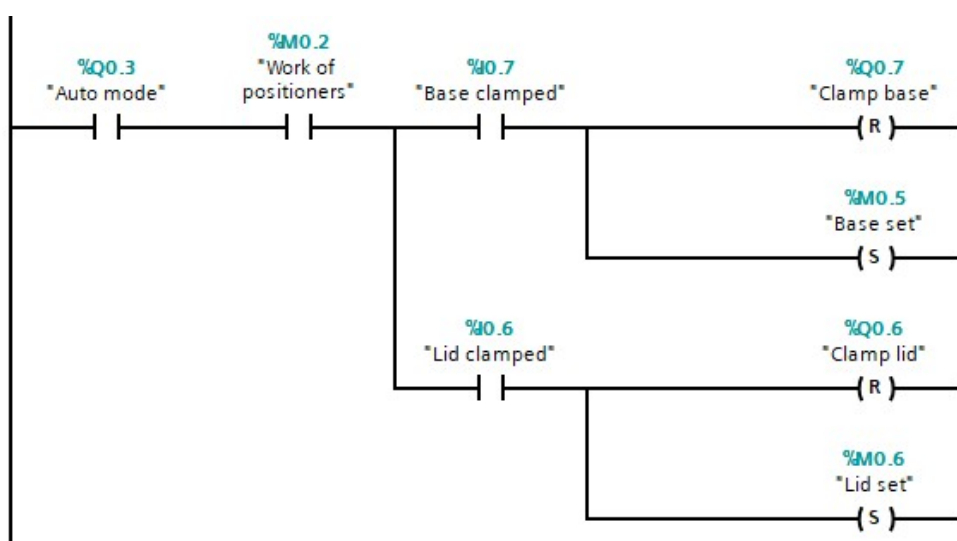 %M0.2
%Q0.3 "Work of %I0.7 %Q0.7
"Auto mode" positioners" "Base clamped" "Clamp base"
R
%M0.5
"Base set"
S
%I0.6 %Q0.6
"Lid clamped" "Clamp lid"
R
%M0.6
"Lid set"
S